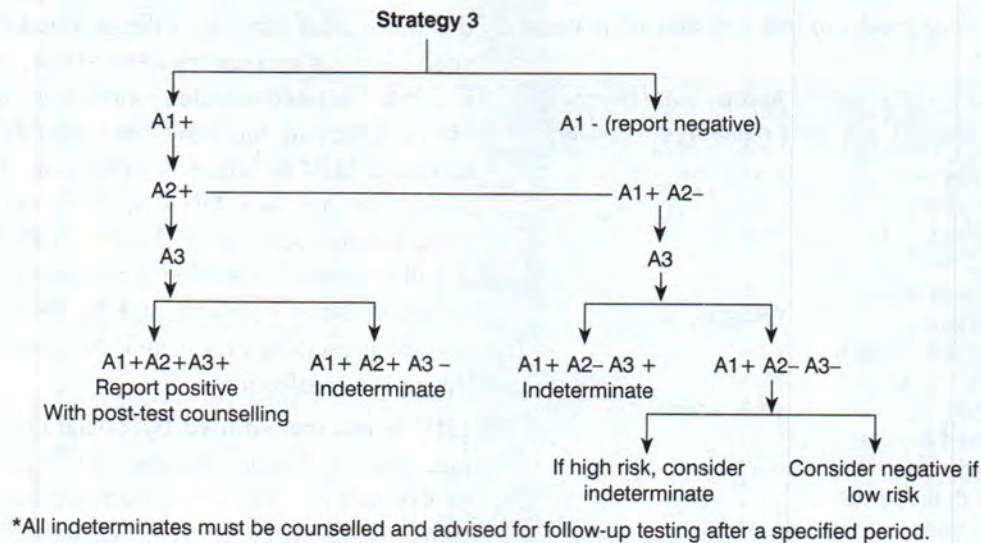 Strategy 3
A1+
A1 - (report negative)
A2+
A1+ A2–
A3
A3
A1+A2+A3+
Report positive
With post-test counselling
A1+ A2+ A3 –
Indeterminate
A1+ A2– A3 +
Indeterminate
A1+ A2– A3–
If high risk, consider
indeterminate
Consider negative if
low risk
*All indeterminates must be counselled and advised for follow-up testing after a specified period.